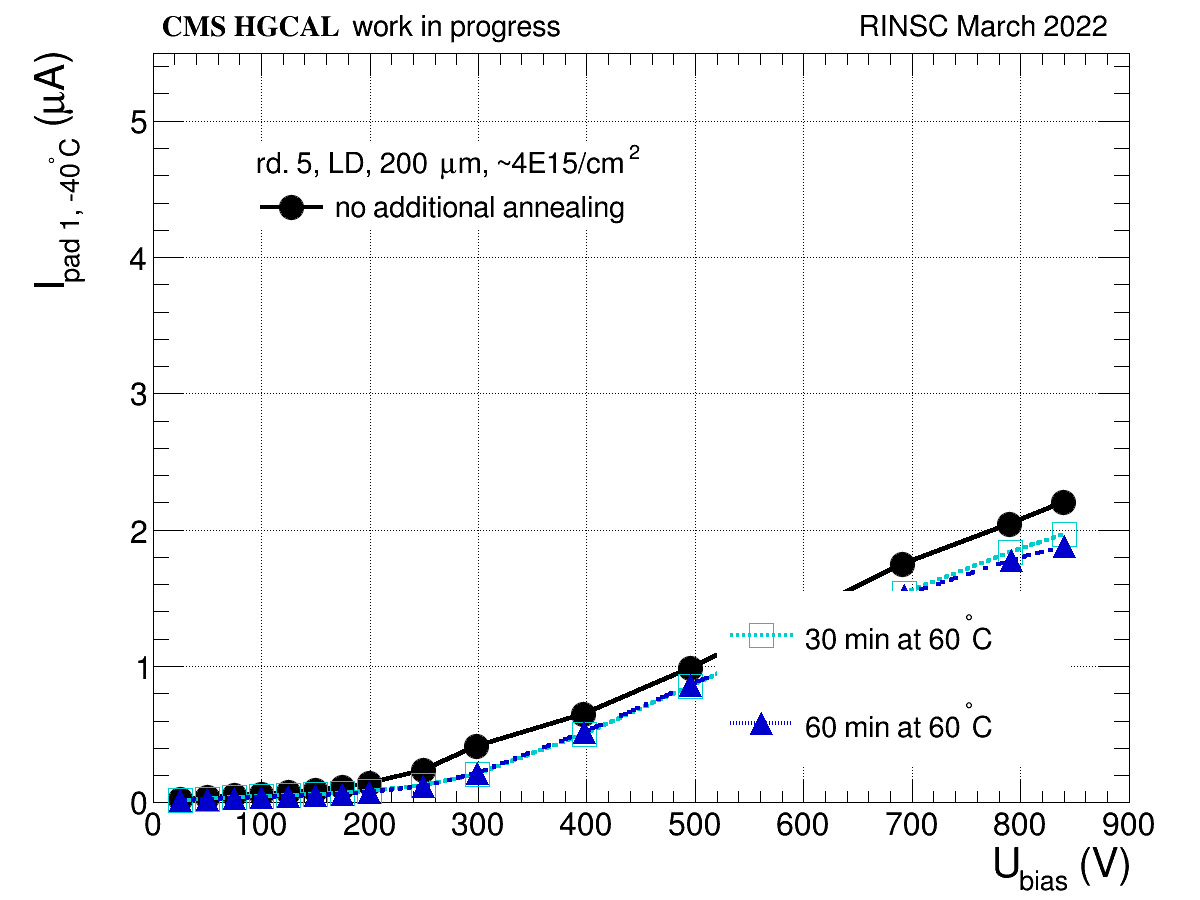 CMS HGCAL work in progress RINSC March 2022
I pad 1, -40°C (μA)
5
rd. 5, LD, 200 μm, ~4E15/cm²
no additional annealing
4
3
2
1
30 min at 60°C
60 min at 60°C
0
0 100 200 300 400 500 600 700 800 900
U bias (V)